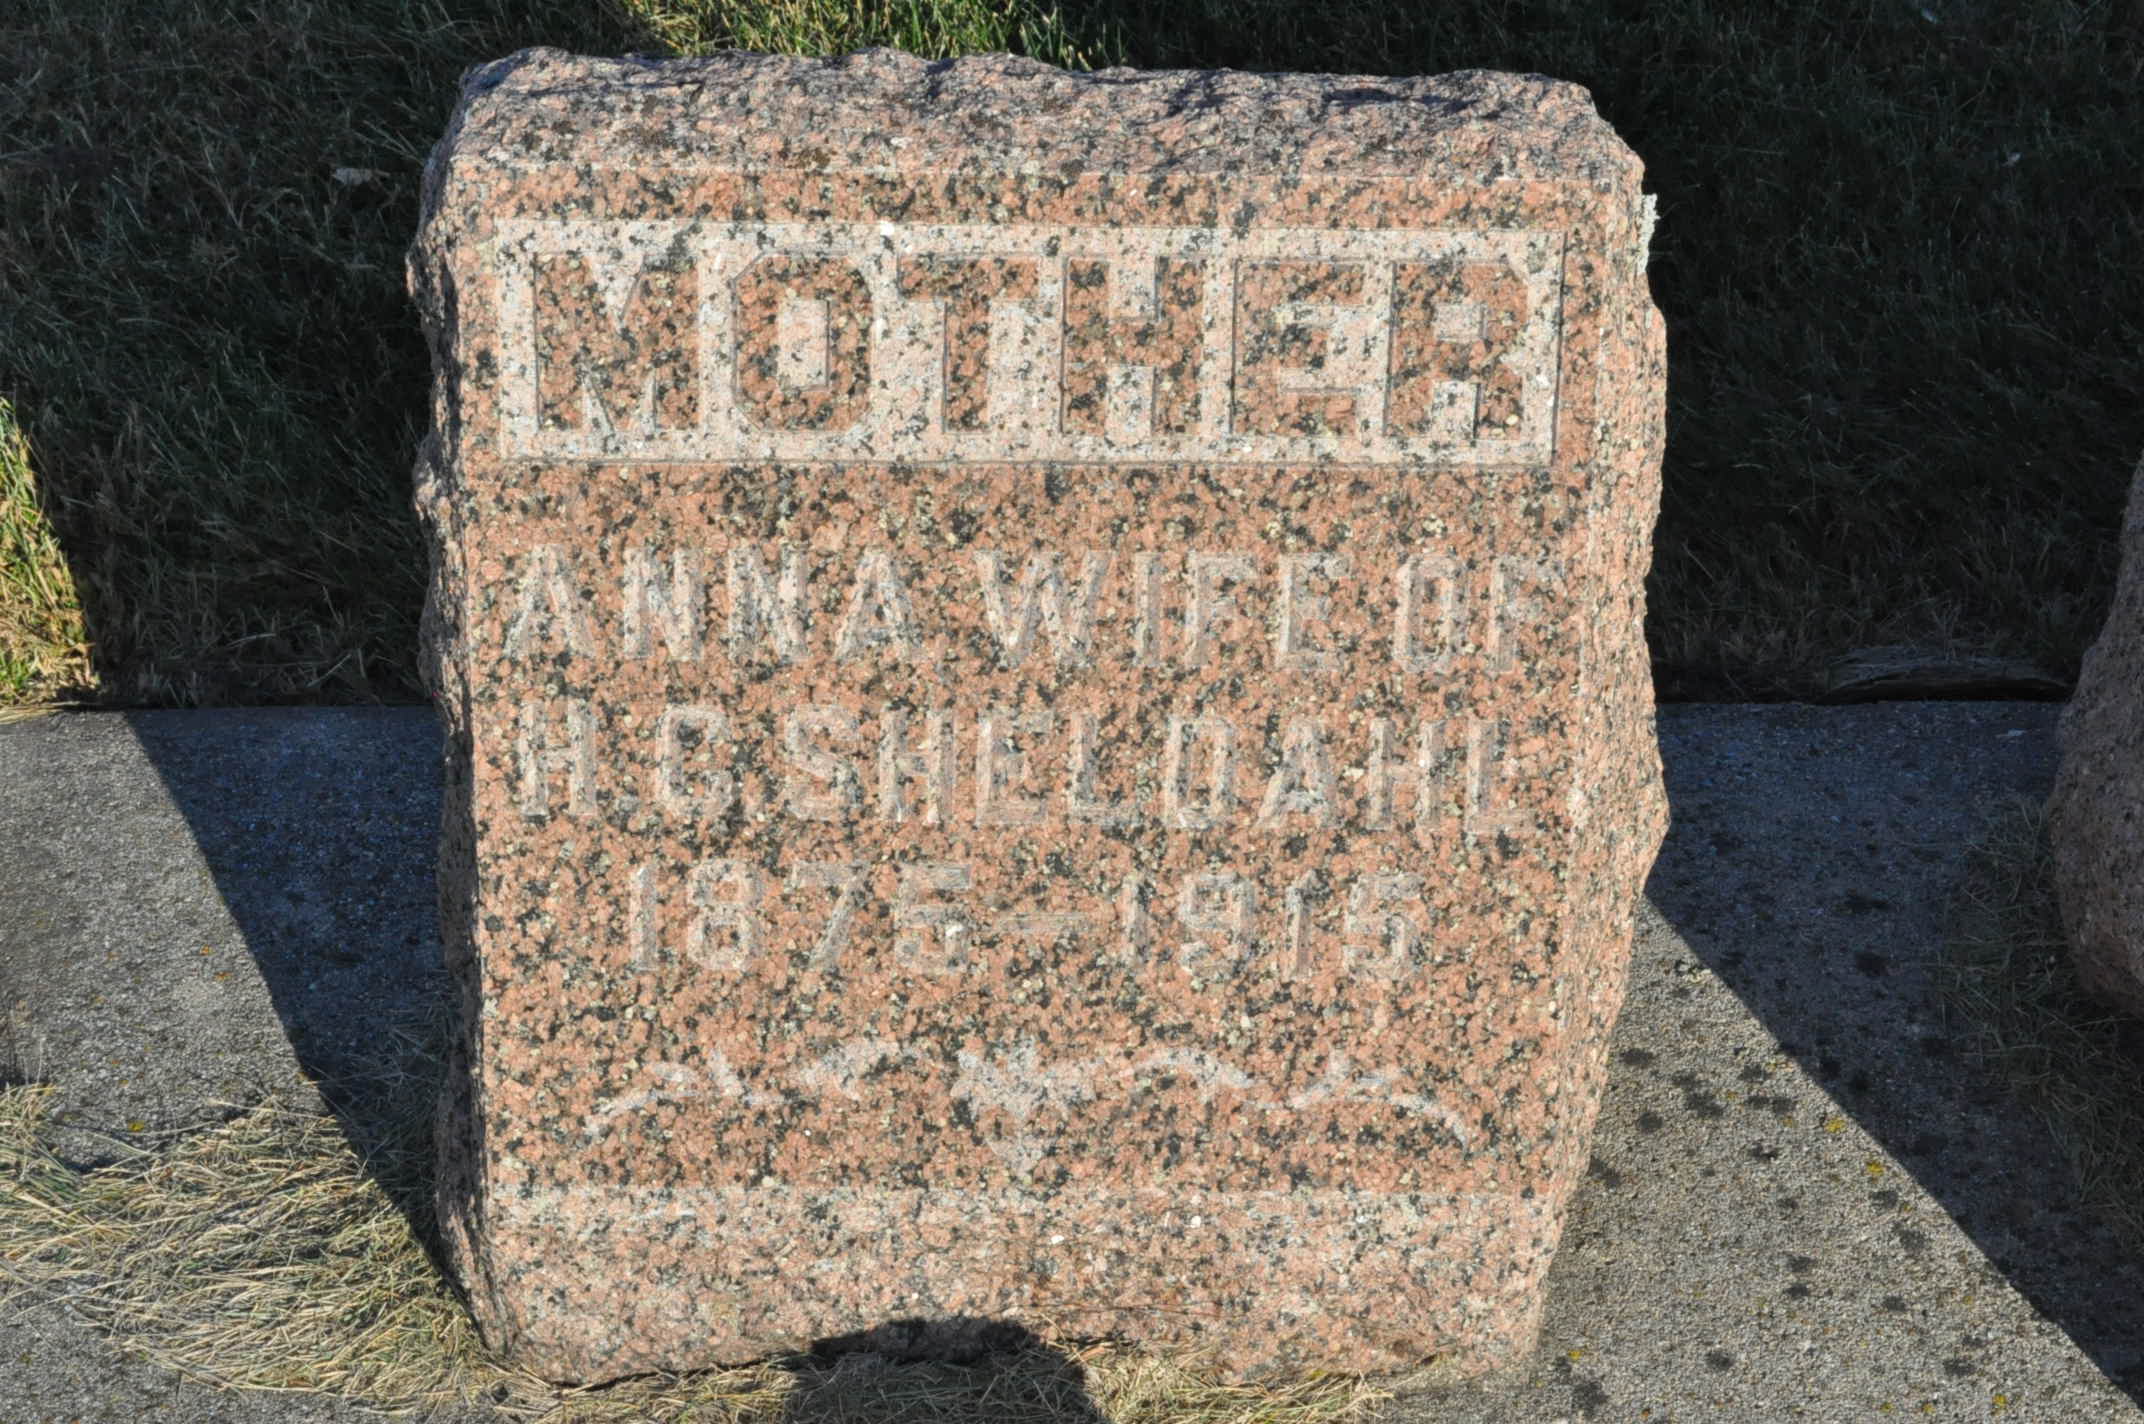 MOTHER
ANNA WIFE OF
H.C. SHELDAHL
1875—1915